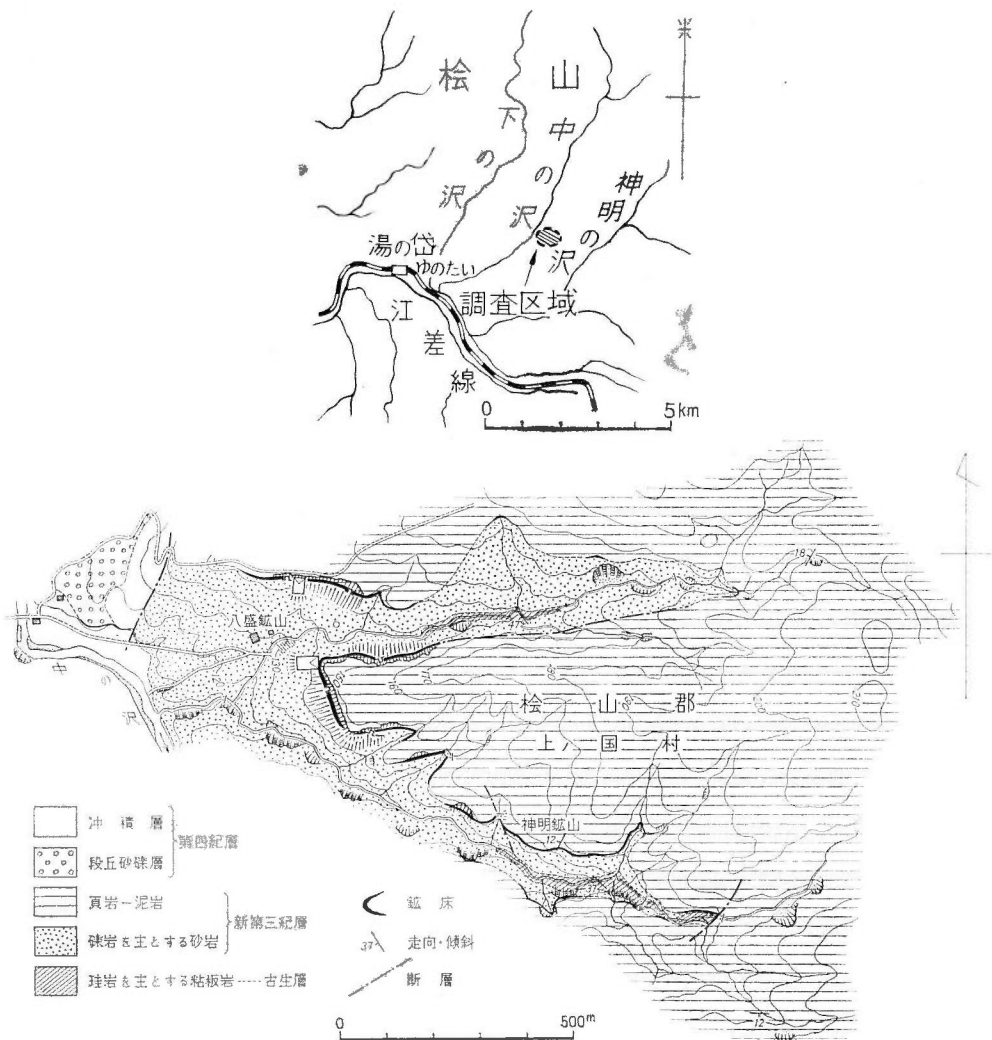 桧山
下の沢
中の沢
神明の沢
湯の岱
ゆのたい
調査区域
江差線
0 5km
18
八盛鉱山
中の沢
桧山郡
上ノ国村
神明鉱山
12
12
冲積層
段丘砂礫層
第四紀層
頁岩−泥岩
礫岩を主とする砂岩
新第三紀層
珪岩を主とする粘板岩-----古生層
鉱床
37 走向・傾斜
断層
0 500m